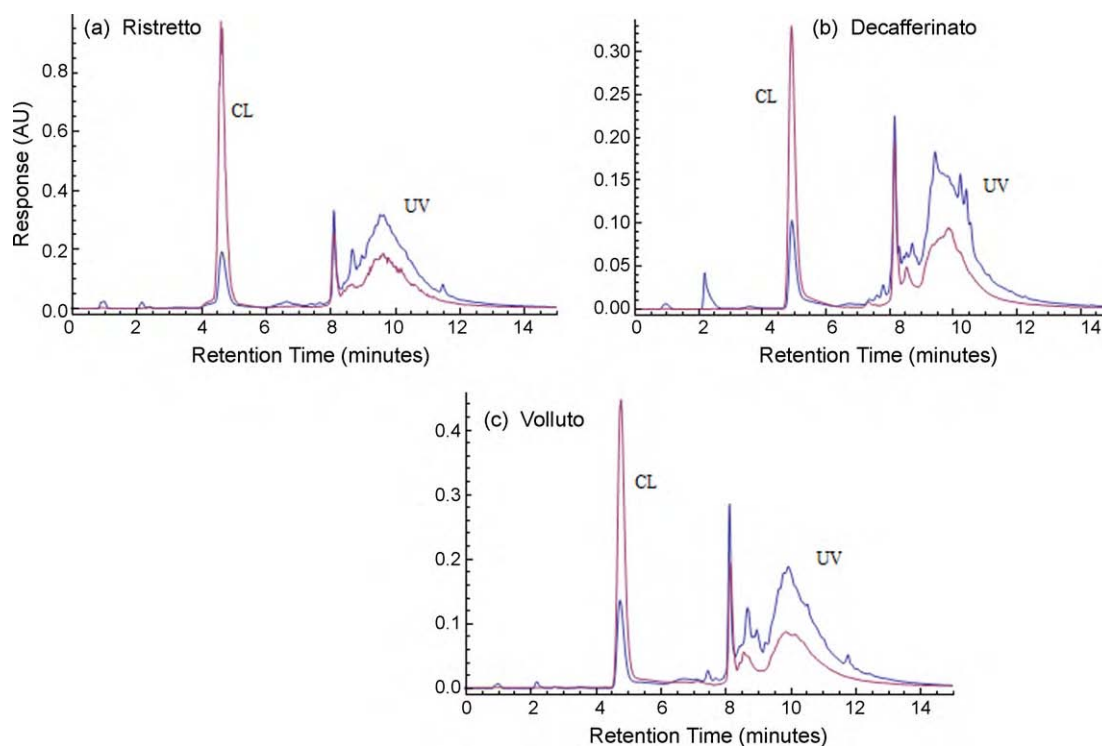 (a) Ristretto
0.8
0.6
0.4
0.2
0.0
Response (AU)
CL
UV
0 2 4 6 8 10 12 14
Retention Time (minutes)
(b) Decafferinato
0.30
0.25
0.20
0.15
0.10
0.05
0.00
CL
UV
0 2 4 6 8 10 12 14
Retention Time (minutes)
(c) Volluto
0.4
0.3
0.2
0.1
0.0
CL
UV
0 2 4 6 8 10 12 14
Retention Time (minutes)